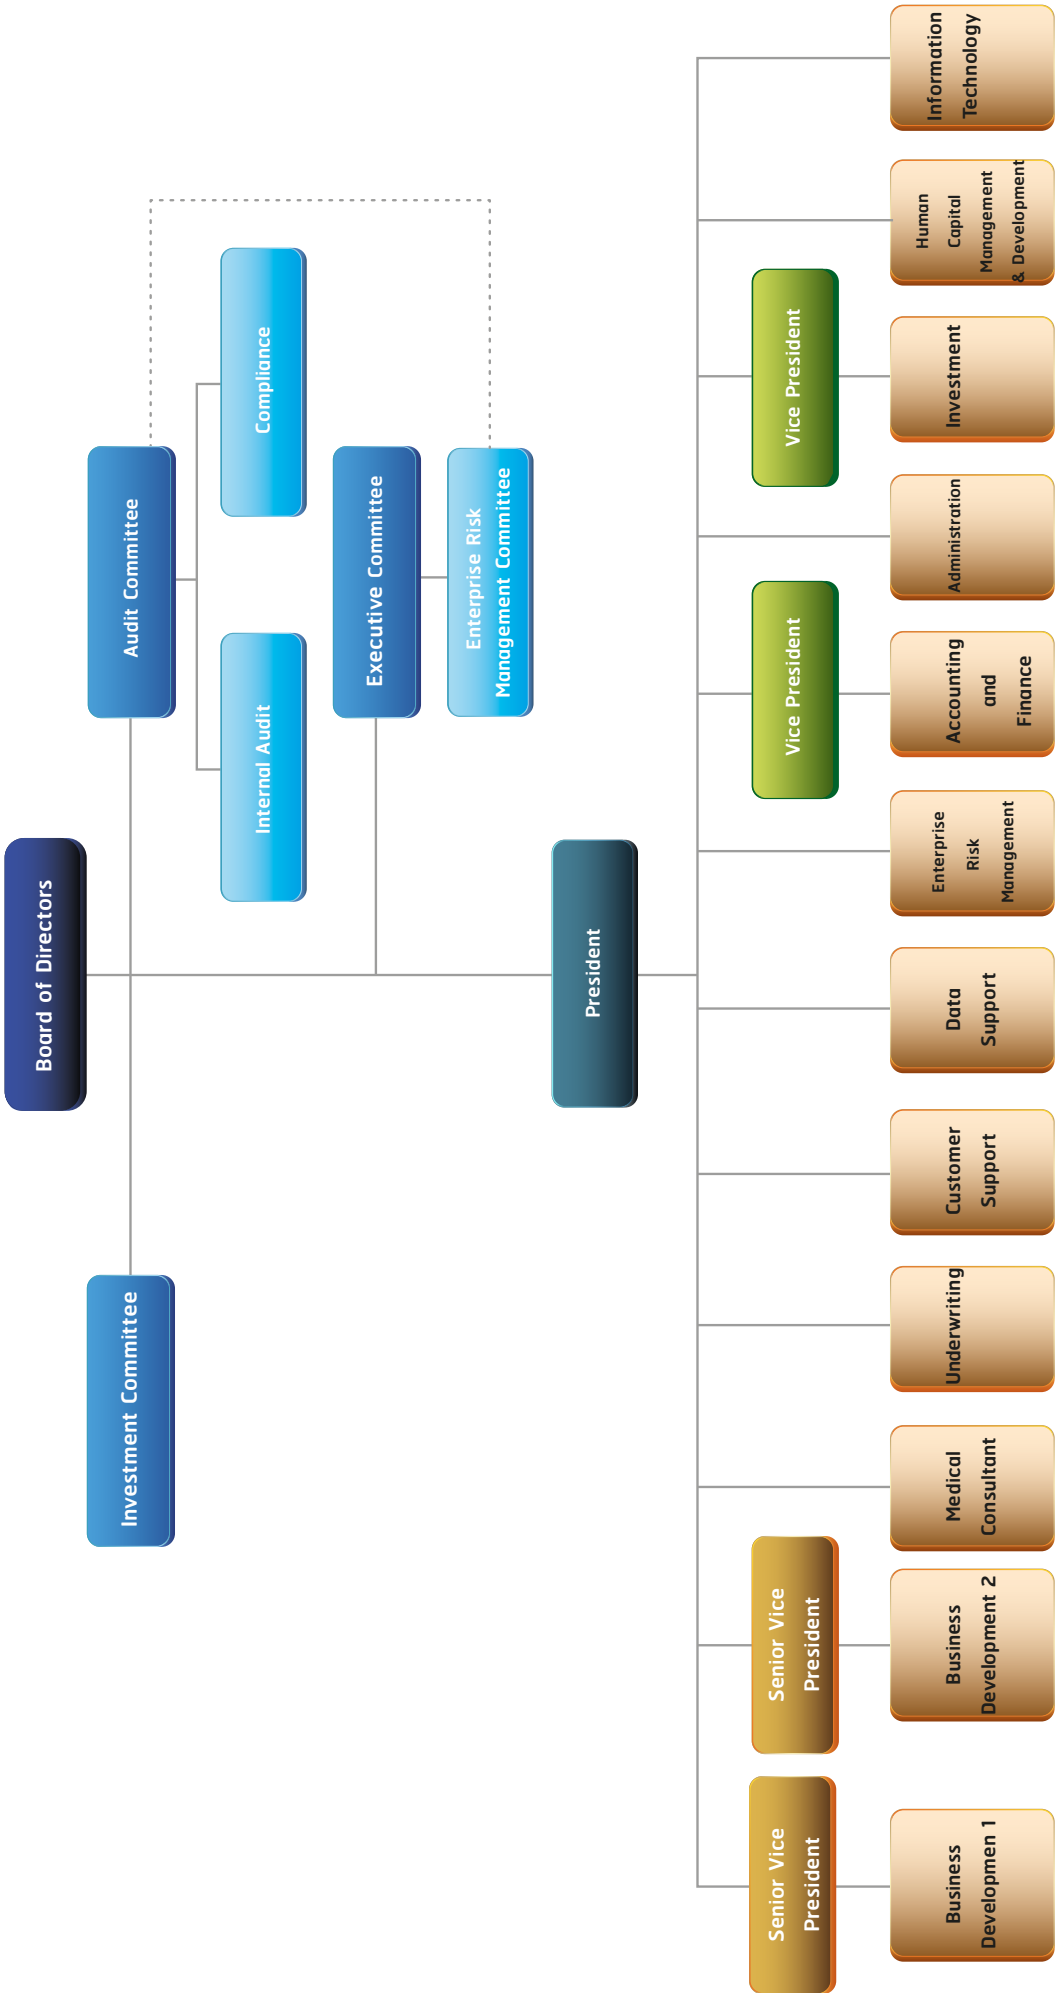 Board of Directors
Investment Committee
Audit Committee
Internal Audit
Compliance
Executive Committee
Enterprise Risk
Management Committee
President
Senior Vice
President
Senior Vice
President
Vice President
Vice President
Business
Developmen 1
Business
Development 2
Medical
Consultant
Underwriting
Customer
Support
Data
Support
Enterprise
Risk
Management
Accounting
and
Finance
Administration
Investment
Human
Capital
Management
& Development
Information
Technology